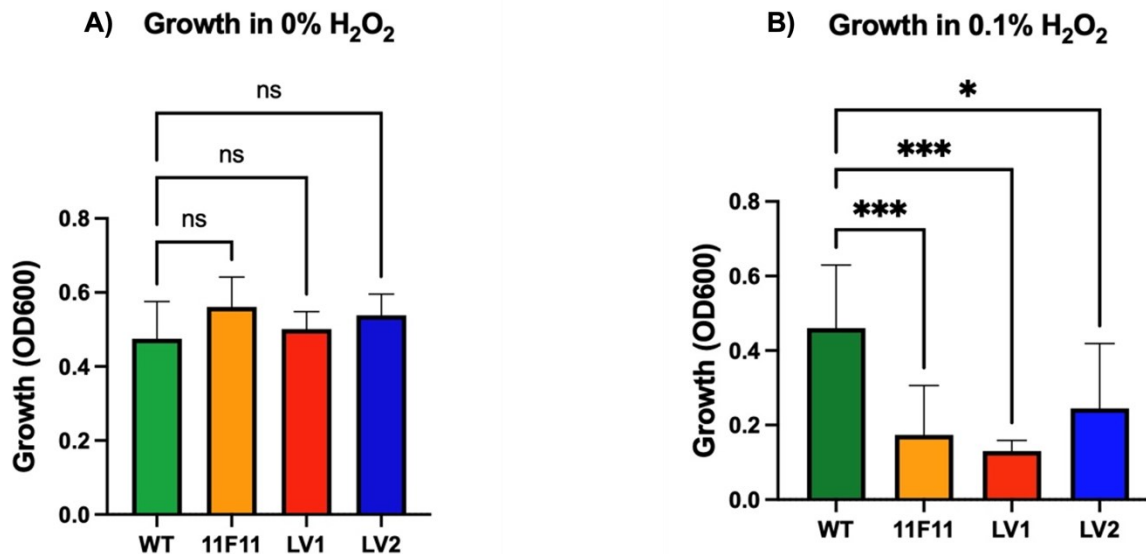 A) Growth in 0% H₂O₂
ns
ns
ns
Growth (OD600)
0.8
0.6
0.4
0.2
0.0
WT 11F11 LV1 LV2
B) Growth in 0.1% H₂O₂
*
***
***
Growth (OD600)
0.8
0.6
0.4
0.2
0.0
WT 11F11 LV1 LV2